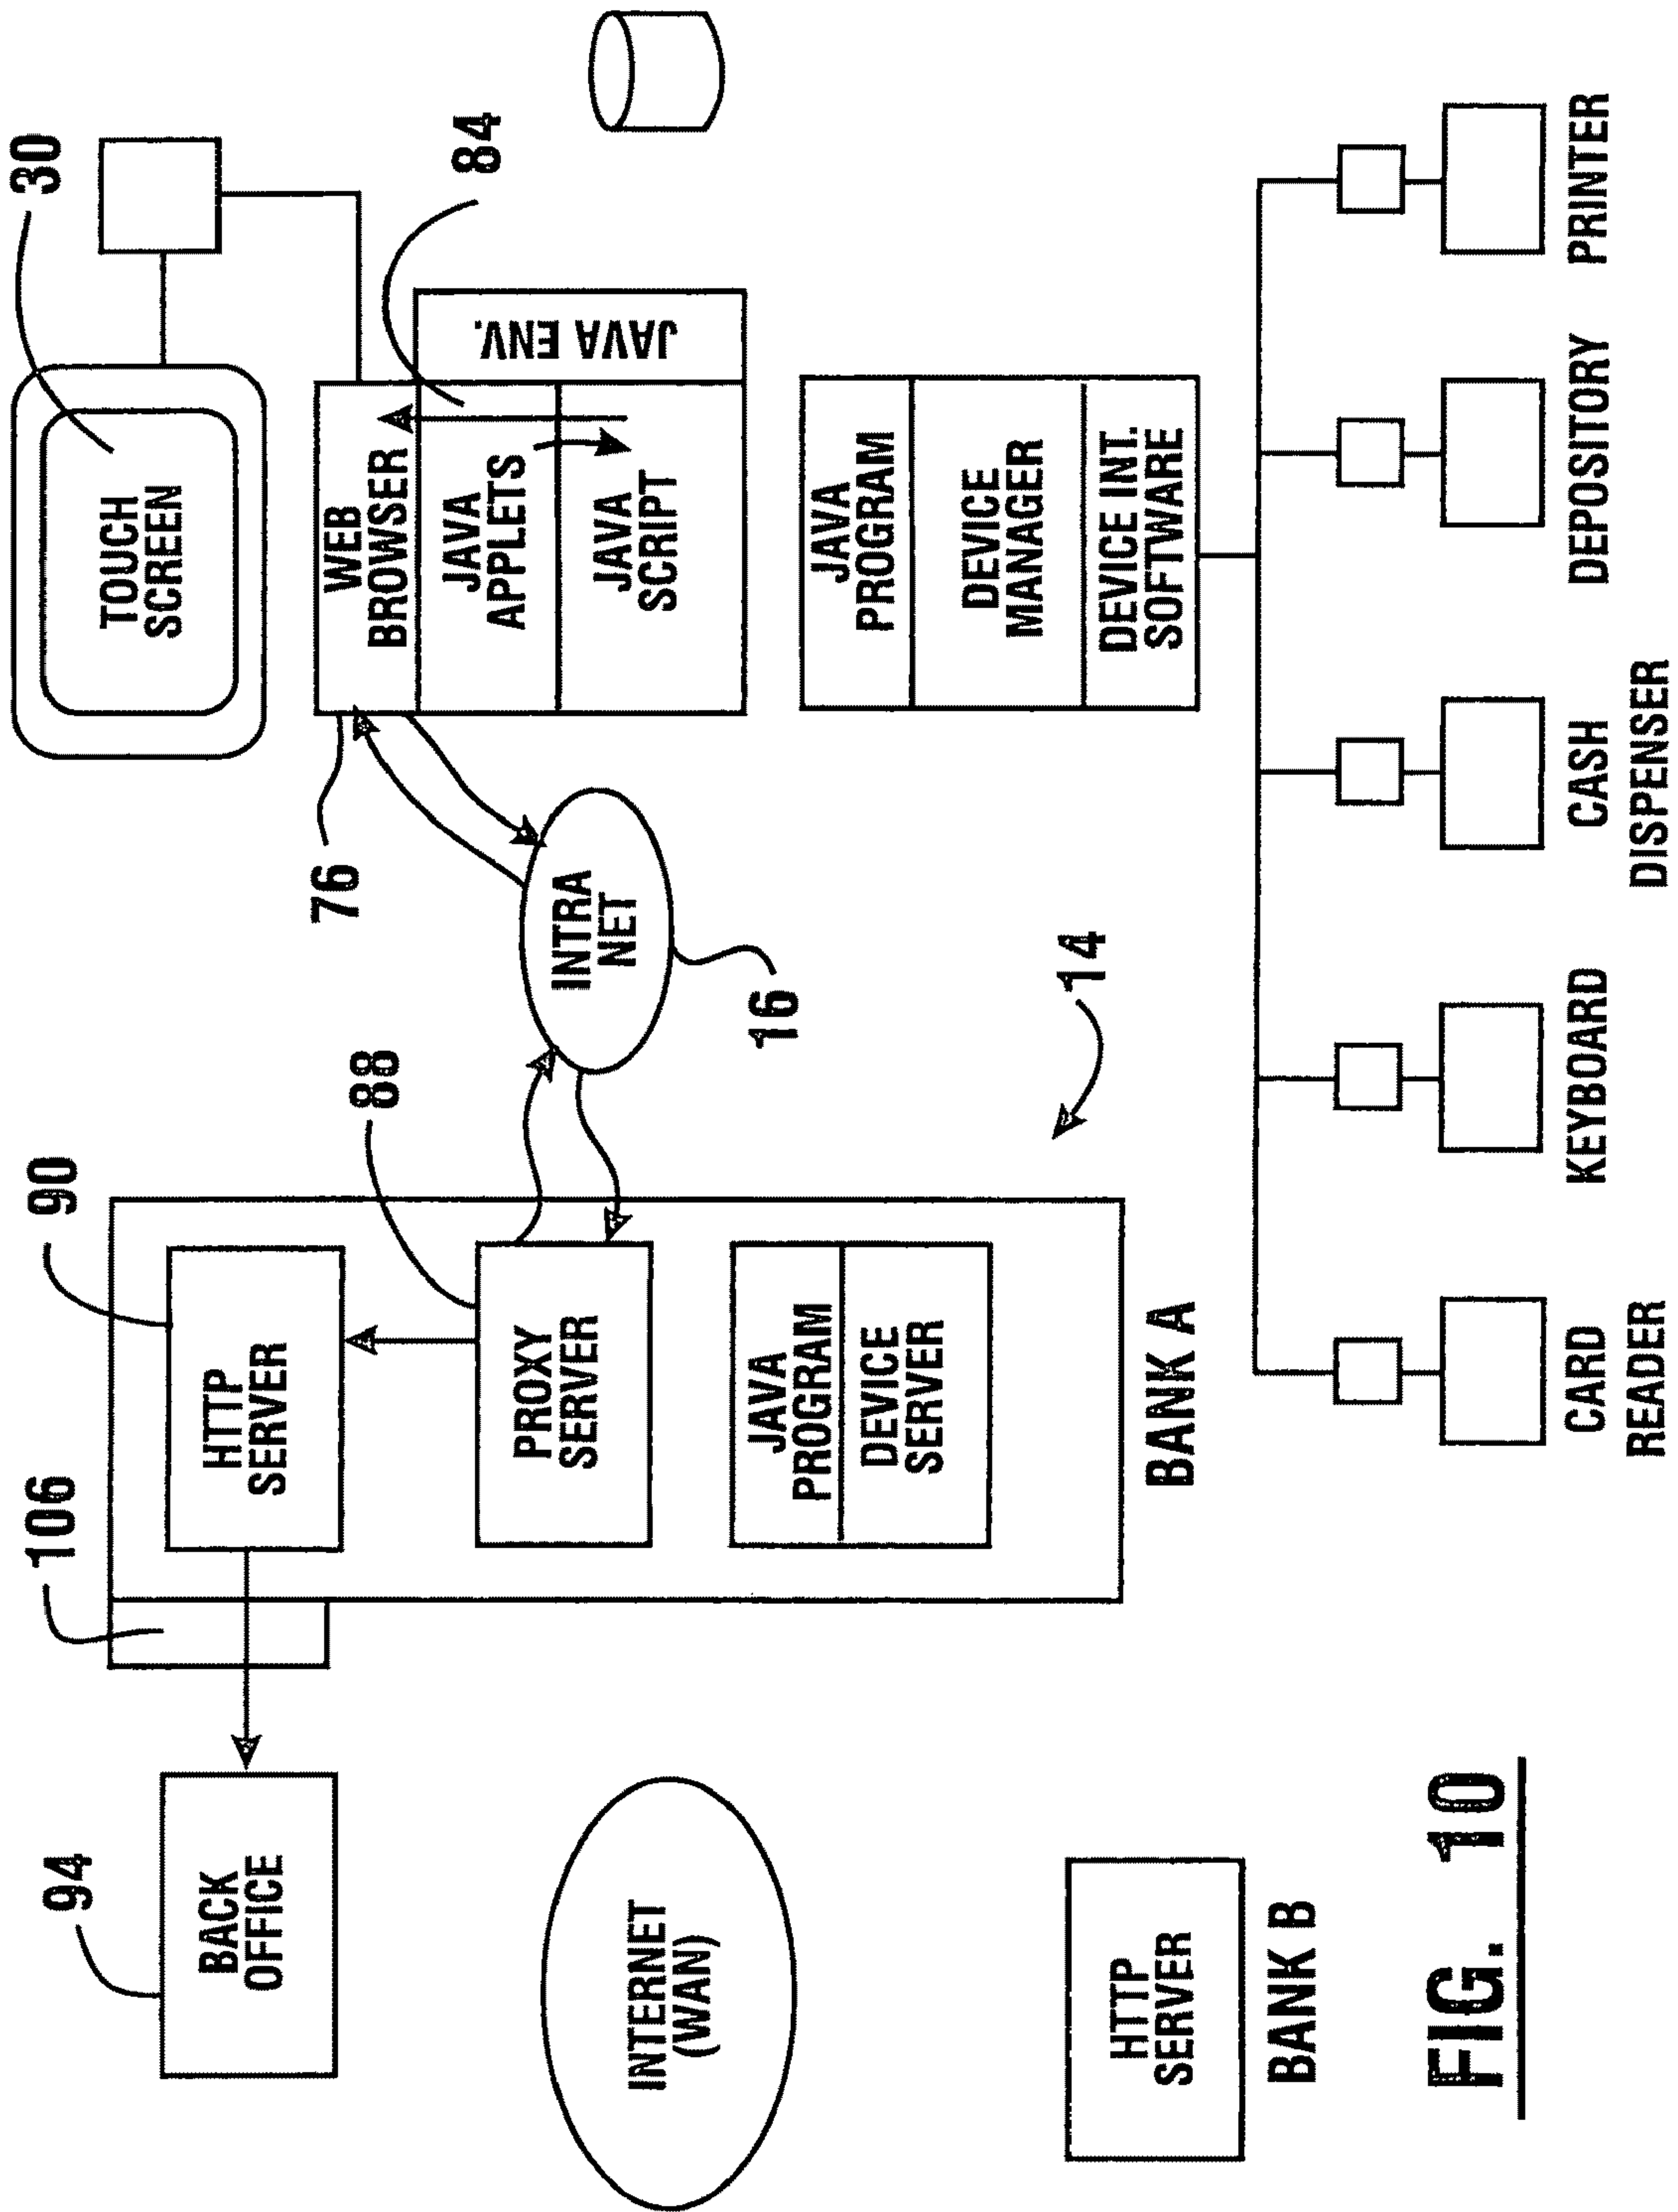 94
BACK
OFFICE
106
90
HTTP
SERVER
88
PROXY
SERVER
JAVA
PROGRAM
DEVICE
SERVER
BANK A
INTERNET
(WAN)
HTTP
SERVER
BANK B
INTRA
NET
16
14
30
TOUCH
SCREEN
76
WEB
BROWSER
JAVA
APPLETS
JAVA
SCRIPT
JAVA ENV.
84
JAVA
PROGRAM
DEVICE
MANAGER
DEVICE INT.
SOFTWARE
CARD
READER
KEYBOARD
CASH
DISPENSER
DEPOSITORY
PRINTER
FIG. 10